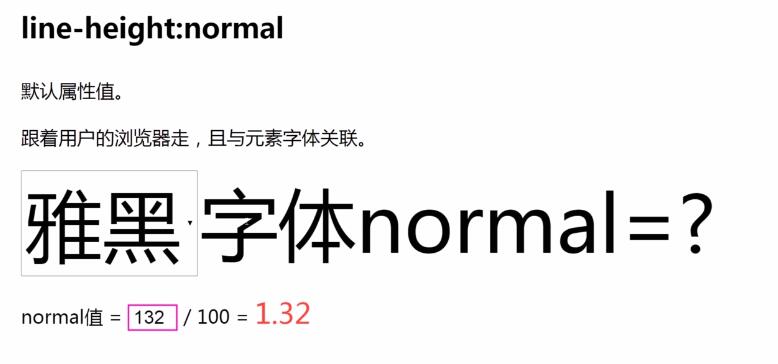 line-height:normal
默认属性值。
跟着用户的浏览器走，且与元素字体关联。
雅黑字体normal=?
normal值 = 132 / 100 = 1.32